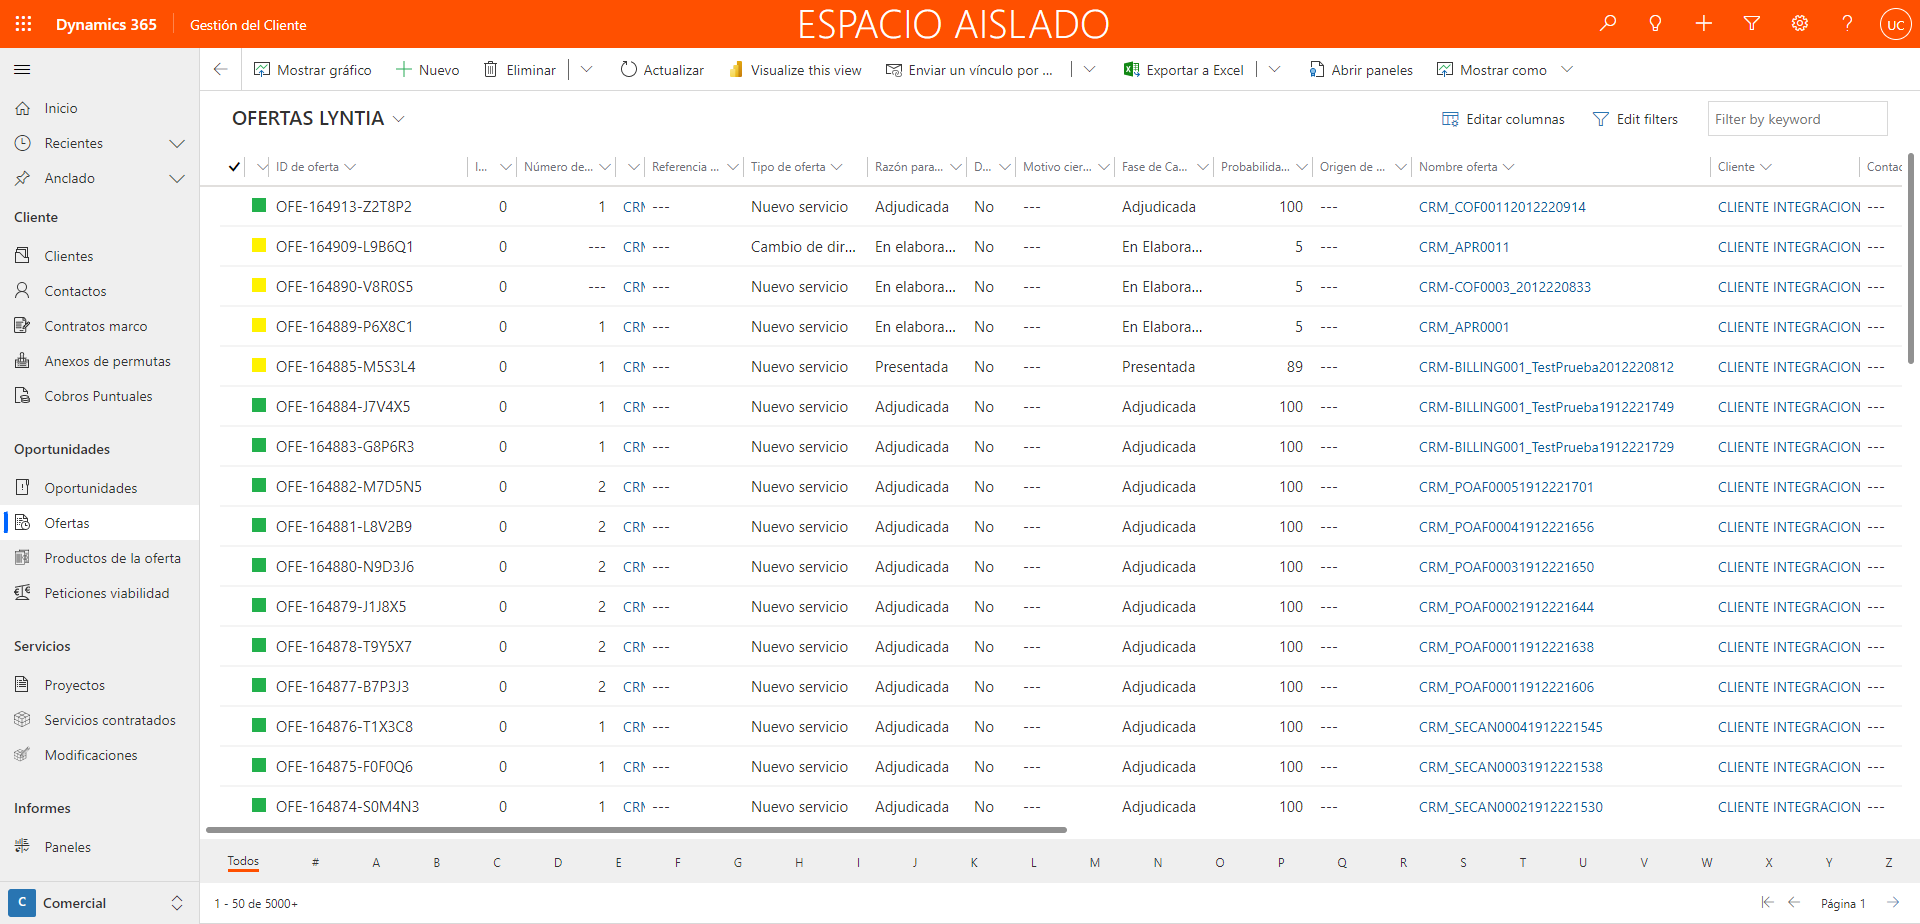 Dynamics 365 Gestión del Cliente ESPACIO AISLADO UC
Mostrar gráfico Nuevo Eliminar Actualizar Visualize this view Enviar un vínculo por ... Exportar a Excel Abrir paneles Mostrar como
Inicio
Recientes
Anclado
Cliente
Clientes
Contactos
Contratos marco
Anexos de permutas
Cobros Puntuales
Oportunidades
Oportunidades
Ofertas
Productos de la oferta
Peticiones viabilidad
Servicios
Proyectos
Servicios contratados
Modificaciones
Informes
Paneles
C Comercial
OFERTAS LYNTIA Editar columnas Edit filters Filter by keyword
ID de oferta I... Número de... Referencia ... Tipo de oferta Razón para... D... Motivo cier... Fase de Ca... Probabilida... Origen de ... Nombre oferta Cliente Contac
OFE-164913-Z2T8P2 0 1 CRM --- Nuevo servicio Adjudicada No --- Adjudicada 100 --- CRM_COF00112012220914 CLIENTE INTEGRACION ---
OFE-164909-L9B6Q1 0 --- CRM --- Cambio de dir... En elabora... No --- En Elabora... 5 --- CRM_APR0011 CLIENTE INTEGRACION ---
OFE-164890-V8R0S5 0 --- CRM --- Nuevo servicio En elabora... No --- En Elabora... 5 --- CRM-COF0003_2012220833 CLIENTE INTEGRACION ---
OFE-164889-P6X8C1 0 1 CRM --- Nuevo servicio En elabora... No --- En Elabora... 5 --- CRM_APR0001 CLIENTE INTEGRACION ---
OFE-164885-M5S3L4 0 1 CRM --- Nuevo servicio Presentada No --- Presentada 89 --- CRM-BILLING001_TestPrueba2012220812 CLIENTE INTEGRACION ---
OFE-164884-J7V4X5 0 1 CRM --- Nuevo servicio Adjudicada No --- Adjudicada 100 --- CRM-BILLING001_TestPrueba1912221749 CLIENTE INTEGRACION ---
OFE-164883-G8P6R3 0 1 CRM --- Nuevo servicio Adjudicada No --- Adjudicada 100 --- CRM-BILLING001_TestPrueba1912221729 CLIENTE INTEGRACION ---
OFE-164882-M7D5N5 0 2 CRM --- Nuevo servicio Adjudicada No --- Adjudicada 100 --- CRM_POAF00051912221701 CLIENTE INTEGRACION ---
OFE-164881-L8V2B9 0 2 CRM --- Nuevo servicio Adjudicada No --- Adjudicada 100 --- CRM_POAF00041912221656 CLIENTE INTEGRACION ---
OFE-164880-N9D3J6 0 2 CRM --- Nuevo servicio Adjudicada No --- Adjudicada 100 --- CRM_POAF00031912221650 CLIENTE INTEGRACION ---
OFE-164879-J1J8X5 0 2 CRM --- Nuevo servicio Adjudicada No --- Adjudicada 100 --- CRM_POAF00021912221644 CLIENTE INTEGRACION ---
OFE-164878-T9Y5X7 0 2 CRM --- Nuevo servicio Adjudicada No --- Adjudicada 100 --- CRM_POAF00011912221638 CLIENTE INTEGRACION ---
OFE-164877-B7P3J3 0 2 CRM --- Nuevo servicio Adjudicada No --- Adjudicada 100 --- CRM_POAF00011912221606 CLIENTE INTEGRACION ---
OFE-164876-T1X3C8 0 1 CRM --- Nuevo servicio Adjudicada No --- Adjudicada 100 --- CRM_SECAN00041912221545 CLIENTE INTEGRACION ---
OFE-164875-F0F0Q6 0 1 CRM --- Nuevo servicio Adjudicada No --- Adjudicada 100 --- CRM_SECAN00031912221538 CLIENTE INTEGRACION ---
OFE-164874-S0M4N3 0 1 CRM --- Nuevo servicio Adjudicada No --- Adjudicada 100 --- CRM_SECAN00021912221530 CLIENTE INTEGRACION ---
Todos # A B C D E F G H I J K L M N O P Q R S T U V W X Y Z
1 - 50 de 5000+ Página 1